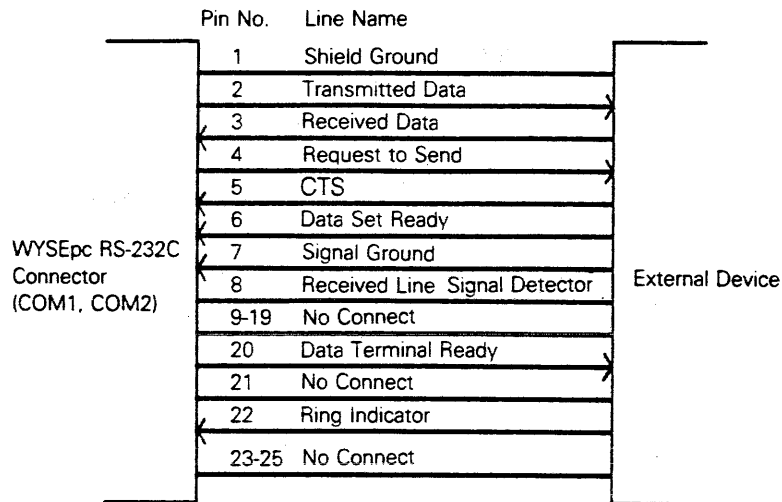 Pin No. Line Name
1 Shield Ground
2 Transmitted Data
3 Received Data
4 Request to Send
5 CTS
6 Data Set Ready
7 Signal Ground
8 Received Line Signal Detector
9-19 No Connect
20 Data Terminal Ready
21 No Connect
22 Ring Indicator
23-25 No Connect
WYSEpc RS-232C
Connector
(COM1, COM2)
External Device